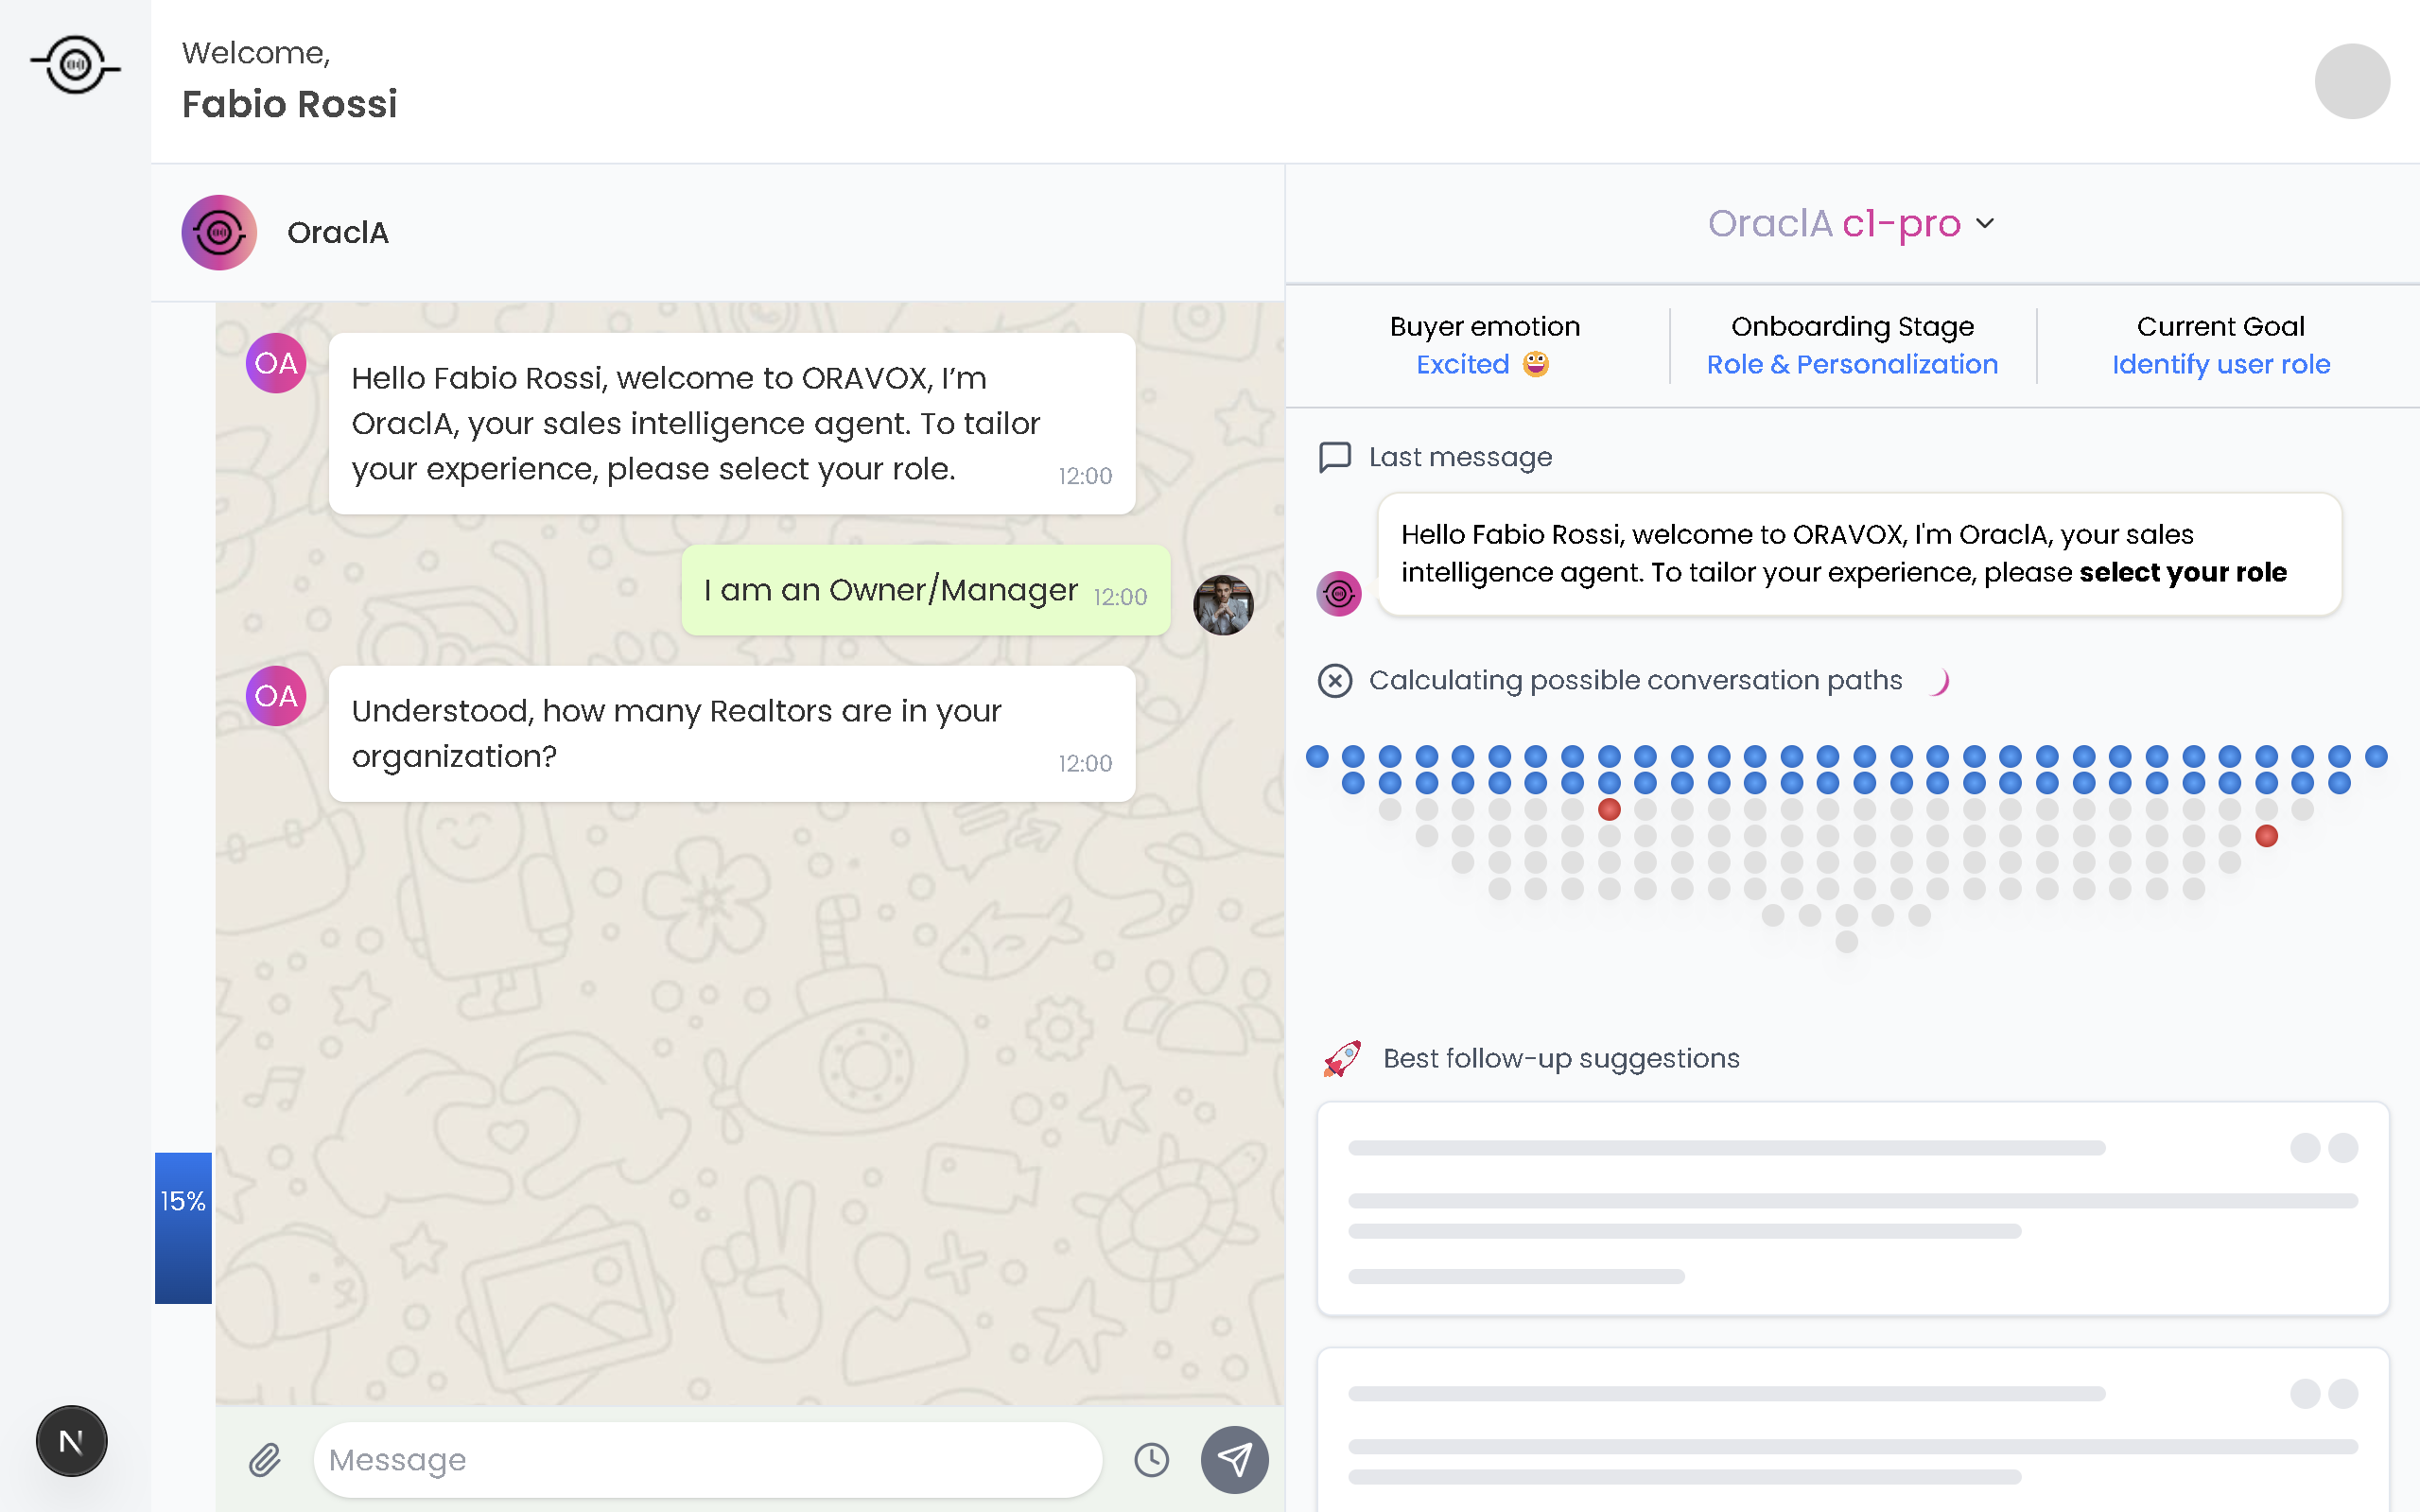 Welcome,
Fabio Rossi
OraclA
OraclA c1-pro
OA
Hello Fabio Rossi, welcome to ORAVOX, I’m
OraclA, your sales intelligence agent. To tailor
your experience, please select your role.
12:00
I am an Owner/Manager
12:00
OA
Understood, how many Realtors are in your
organization?
12:00
15%
Message
N
Buyer emotion
Excited 🤪
Onboarding Stage
Role & Personalization
Current Goal
Identify user role
Last message
Hello Fabio Rossi, welcome to ORAVOX, I'm OraclA, your sales
intelligence agent. To tailor your experience, please select your role
Calculating possible conversation paths
Best follow-up suggestions